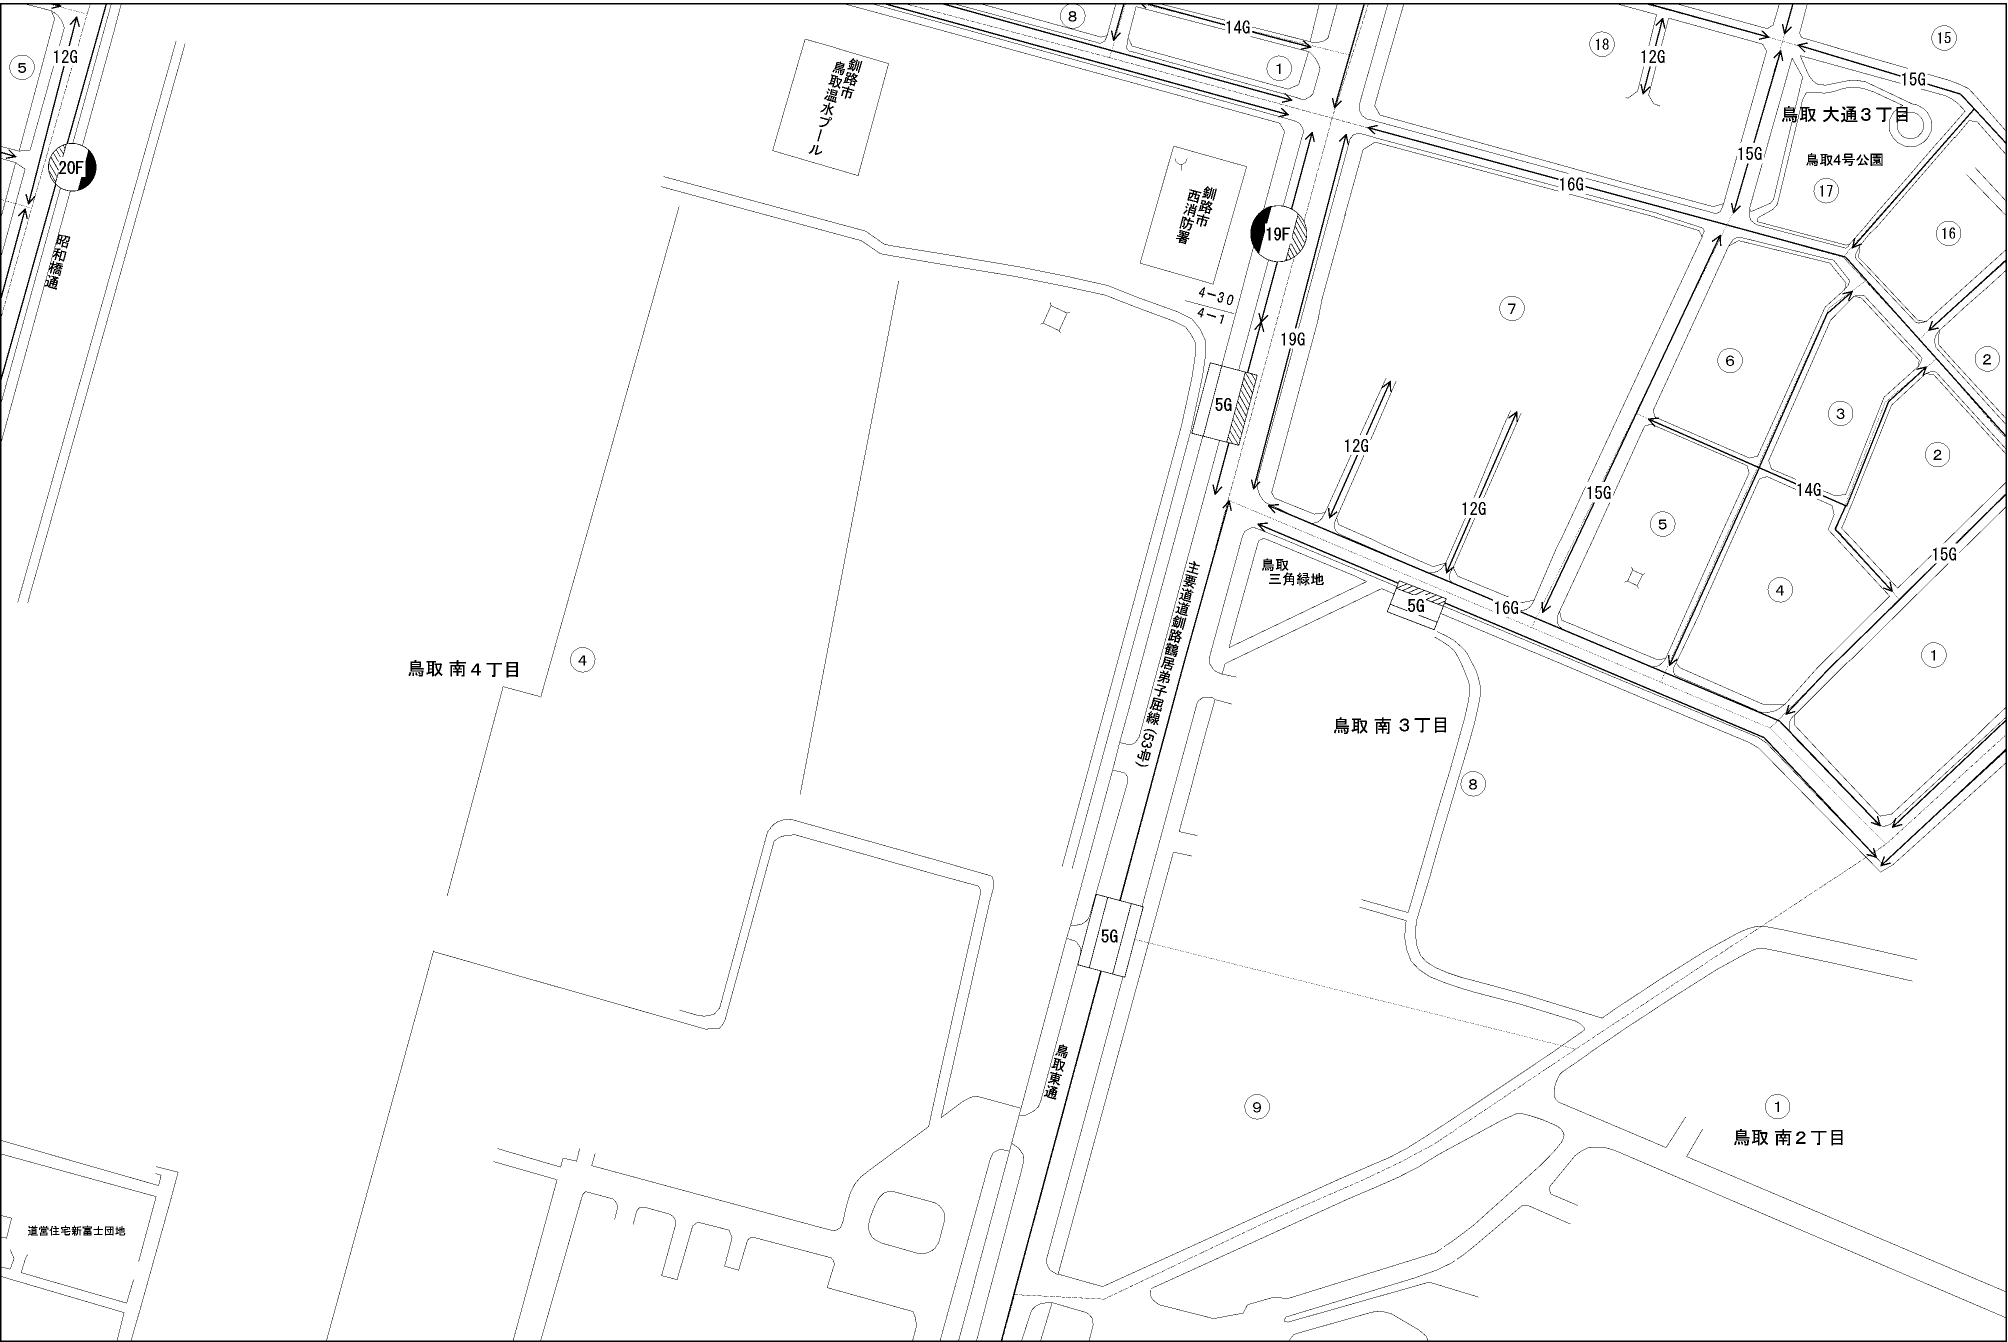 8
14G
1
18
12G
15
15G
5
12G
釧路市
鳥取温水プール
鳥取 大通3丁目
20F
15G
鳥取4号公園
17
16G
釧路市
西消防署
19F
16
昭和橋通
4-30
4-1
7
19G
6
2
5G
3
12G
2
14G
15G
12G
5
15G
主要道道釧路鶴居弟子屈線(53号)
鳥取
三角緑地
5G
16G
4
鳥取 南4丁目
4
1
鳥取 南3丁目
8
5G
鳥取東通
9
1
鳥取 南2丁目
道営住宅新富士団地